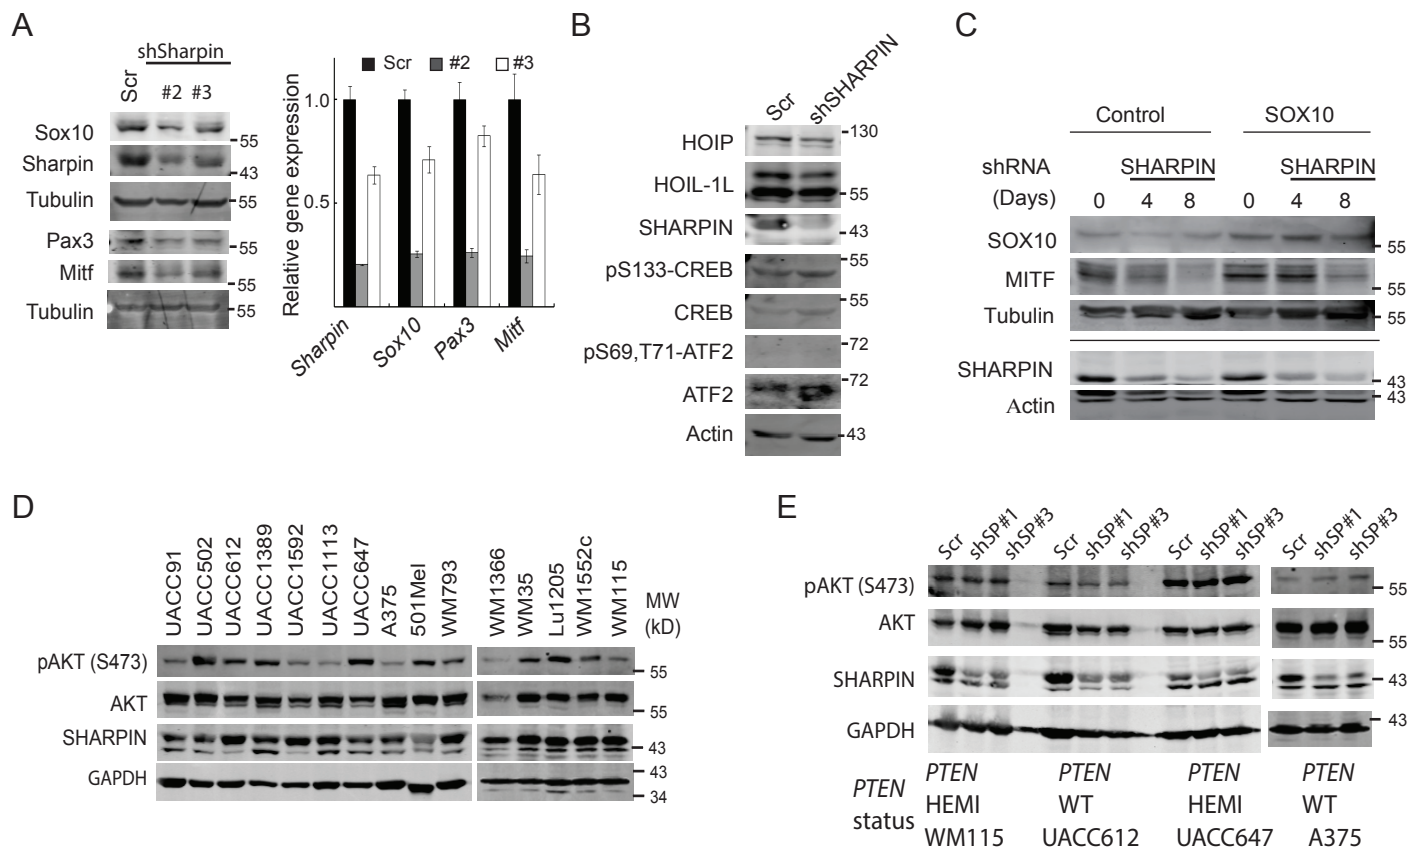 A
shSharpin
Scr #2 #3
Sox10
55
Sharpin
43
Tubulin
55
Pax3
55
Mitf
55
Tubulin
55
Scr #2 #3
Relative gene expression
1.0
0.5
Sharpin Sox10 Pax3 Mitf
B
Scr shSHARPIN
HOIP
130
HOIL-1L
55
SHARPIN
43
pS133-CREB
55
CREB
55
pS69,T71-ATF2
72
ATF2
72
Actin
43
C
Control SOX10
shRNA SHARPIN SHARPIN
(Days) 0 4 8 0 4 8
SOX10
55
MITF
55
Tubulin
55
SHARPIN
43
Actin
43
D
UACC91 UACC502 UACC612 UACC1389 UACC1592 UACC1113 UACC647 A375 501Mel WM793 WM1366 WM35 Lu1205 WM1552c WM115
MW
(kD)
pAKT (S473)
55
AKT
55
SHARPIN
43
GAPDH
43
34
E
Scr shSP#1 shSP#3 Scr shSP#1 shSP#3 Scr shSP#1 shSP#3 Scr shSP#1 shSP#3
pAKT (S473)
55
AKT
55
SHARPIN
43
GAPDH
43
PTEN
status
PTEN PTEN PTEN PTEN
HEMI WT HEMI WT
WM115 UACC612 UACC647 A375